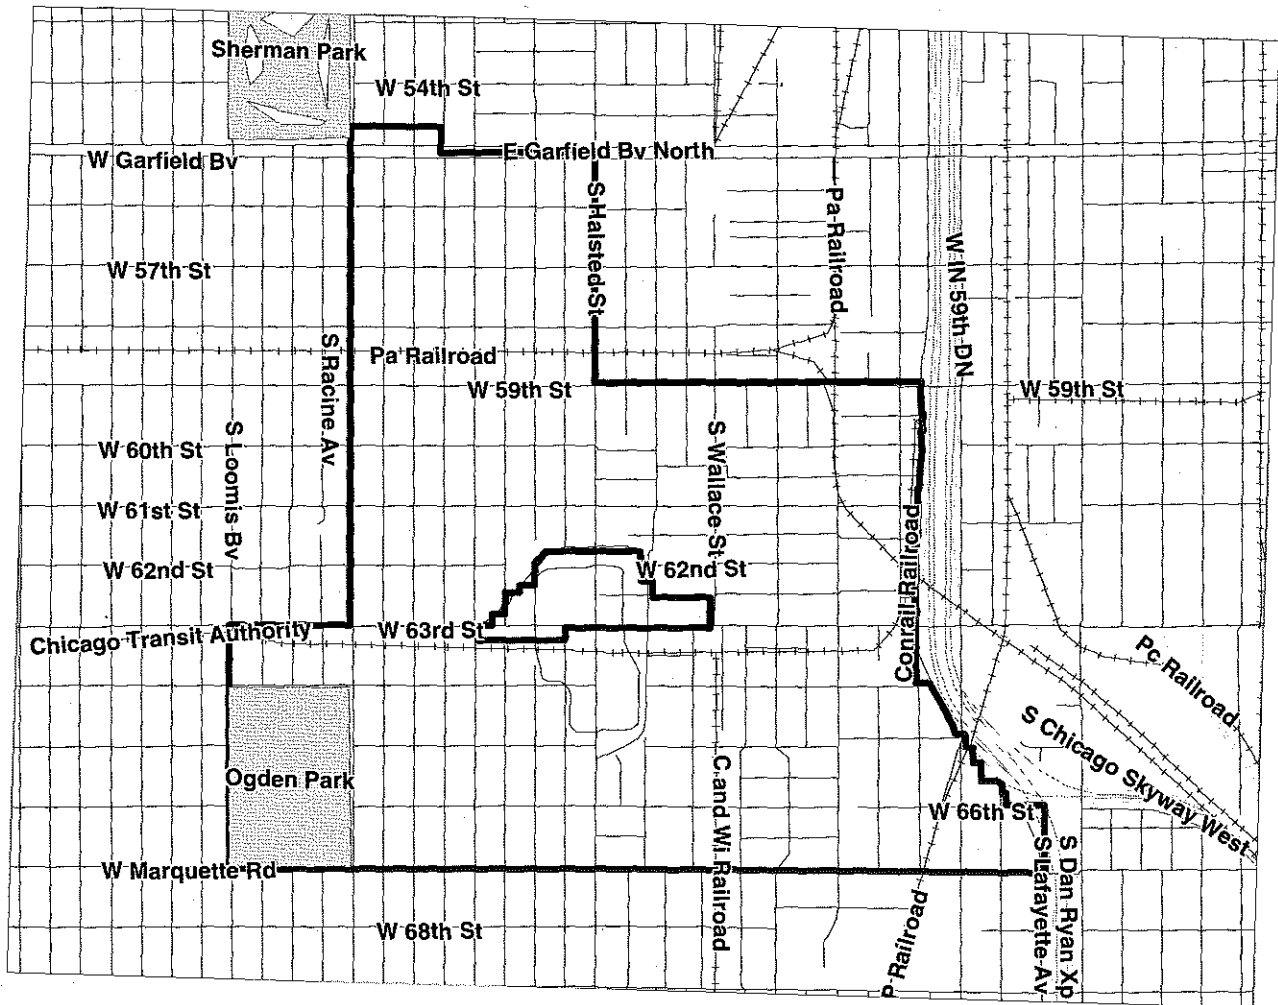 Sherman Park
W 54th St
W Garfield Bv
E Garfield Bv North
S Halsted St
Pa Railroad
W IN 59th DN
W 57th St
S Racine Av
Pa Railroad
W 59th St
W 59th St
S Loomis Bv
W 60th St
S Wallace St
W 61st St
W 62nd St
W 62nd St
Conrail Railroad
Chicago Transit Authority
W 63rd St
Pc Railroad
S Chicago Skyway West
Ogden Park
C and Wi Railroad
W 66th St
S Lafayette Av
S Dan Ryan Xp
W Marquette Rd
P Railroad
W 68th St